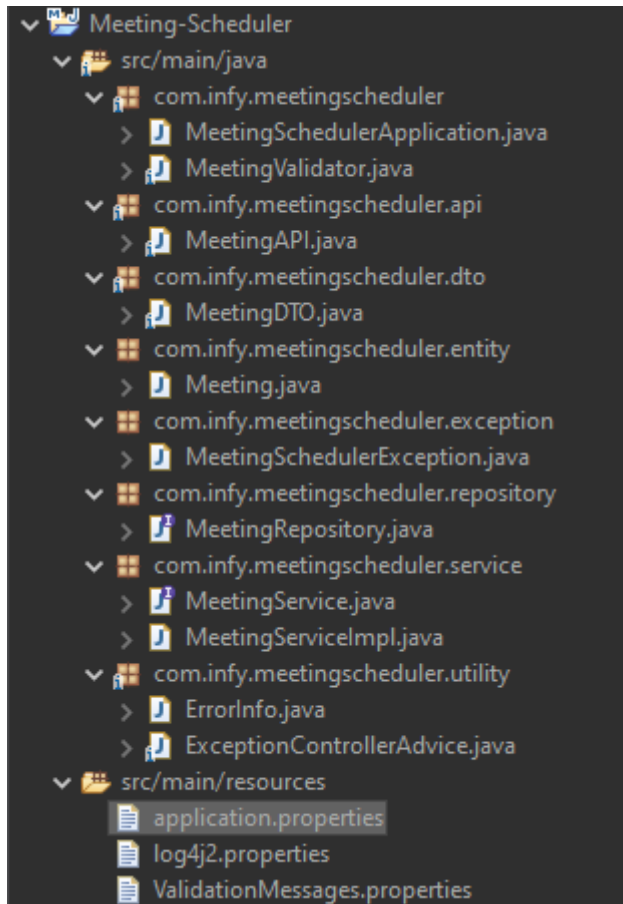 Meeting-Scheduler
src/main/java
com.infy.meetingscheduler
MeetingSchedulerApplication.java
MeetingValidator.java
com.infy.meetingscheduler.api
MeetingAPI.java
com.infy.meetingscheduler.dto
MeetingDTO.java
com.infy.meetingscheduler.entity
Meeting.java
com.infy.meetingscheduler.exception
MeetingSchedulerException.java
com.infy.meetingscheduler.repository
MeetingRepository.java
com.infy.meetingscheduler.service
MeetingService.java
MeetingServiceImpl.java
com.infy.meetingscheduler.utility
ErrorInfo.java
ExceptionControllerAdvice.java
src/main/resources
application.properties
log4j2.properties
ValidationMessages.properties